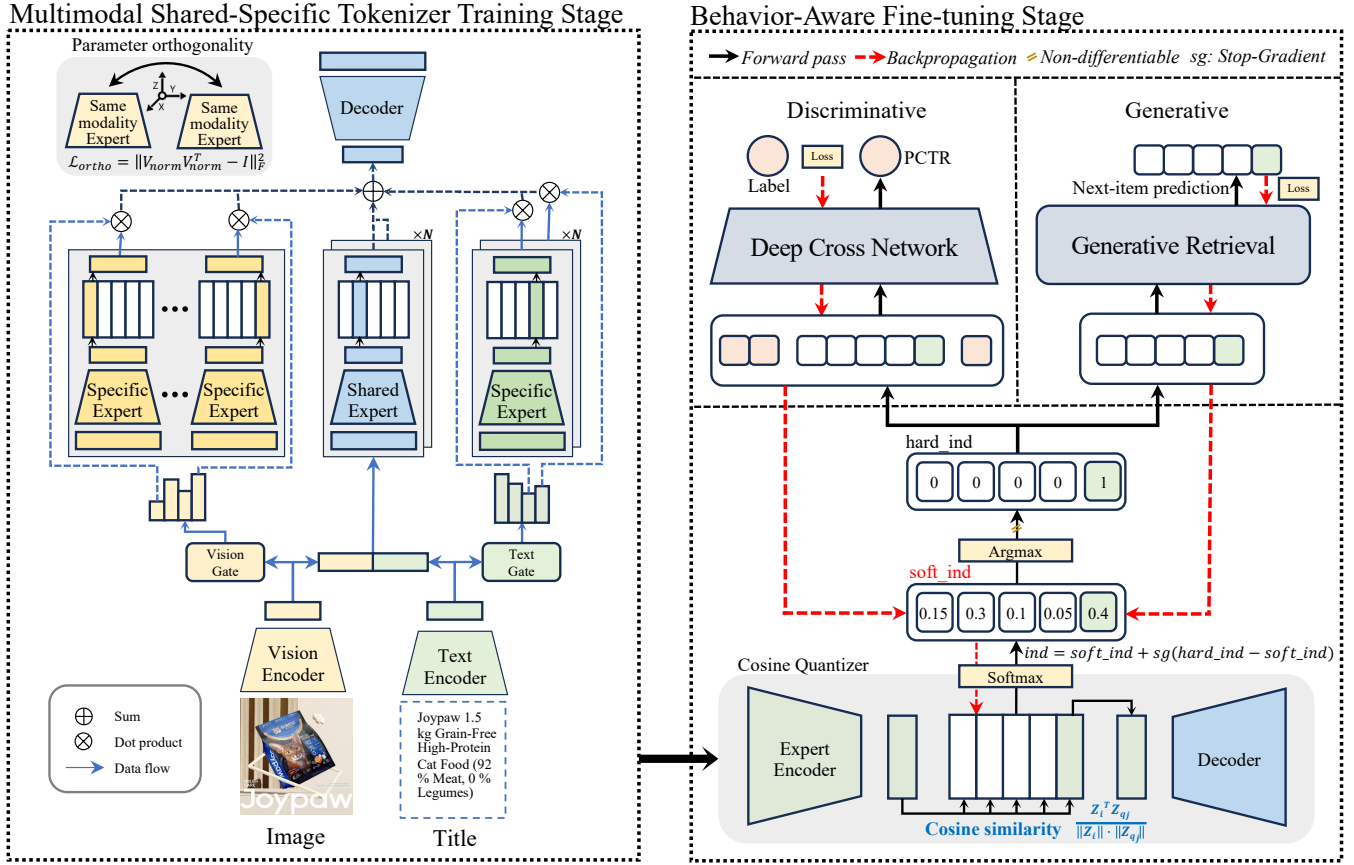 Multimodal Shared-Specific Tokenizer Training Stage
Parameter orthogonality
Z
Y
X
Same
modality
Expert
Same
modality
Expert
ℒ_ortho = ‖V_norm V_norm^T − I‖_F^2
Decoder
×N
×N
Specific
Expert
Specific
Expert
Shared
Expert
Specific
Expert
Vision
Gate
Text
Gate
Vision
Encoder
Text
Encoder
Sum
Dot product
Data flow
Joypaw
Joypaw 1.5
kg Grain-Free
High-Protein
Cat Food (92
% Meat, 0 %
Legumes)
Image
Title
Behavior-Aware Fine-tuning Stage
Forward pass
Backpropagation
Non-differentiable
sg: Stop-Gradient
Discriminative
Generative
Label
Loss
PCTR
Next-item prediction
Loss
Deep Cross Network
Generative Retrieval
hard_ind
0 0 0 0 1
Argmax
soft_ind
0.15 0.3 0.1 0.05 0.4
ind = soft_ind + sg(hard_ind − soft_ind)
Cosine Quantizer
Softmax
Expert
Encoder
Decoder
Cosine similarity
Z_i^T Z_qj
‖Z_i‖ · ‖Z_qj‖